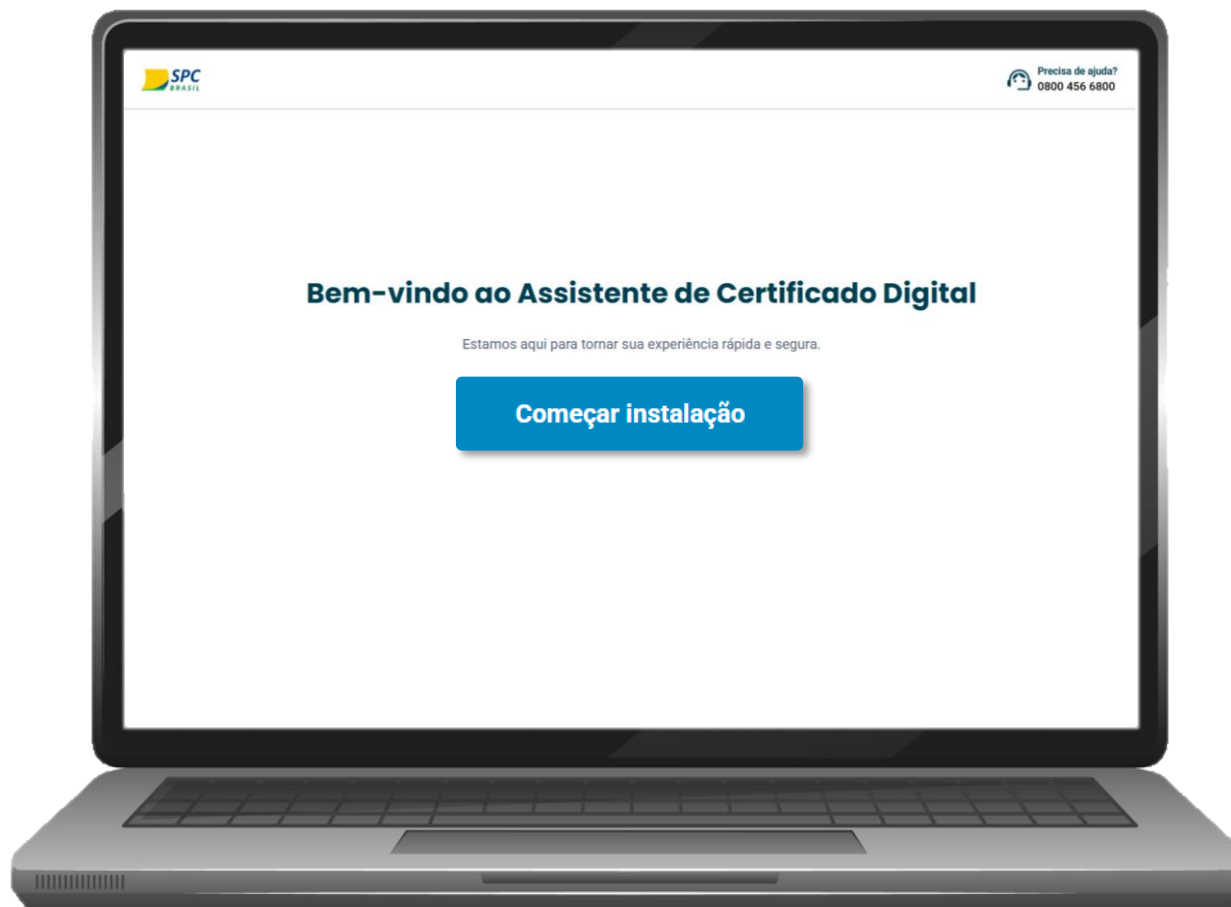 SPC
BRASIL
Precisa de ajuda?
0800 456 6800
Bem-vindo ao Assistente de Certificado Digital
Estamos aqui para tornar sua experiência rápida e segura.
Começar instalação